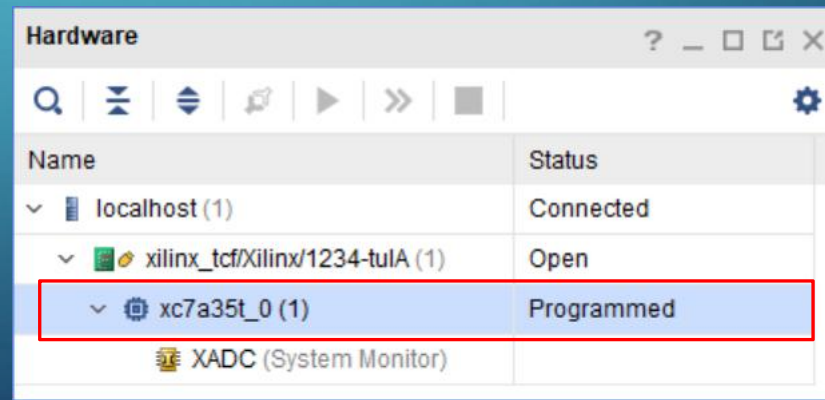 Hardware
Name Status
localhost (1) Connected
xilinx_tcf/Xilinx/1234-tulA (1) Open
xc7a35t_0 (1) Programmed
XADC (System Monitor)